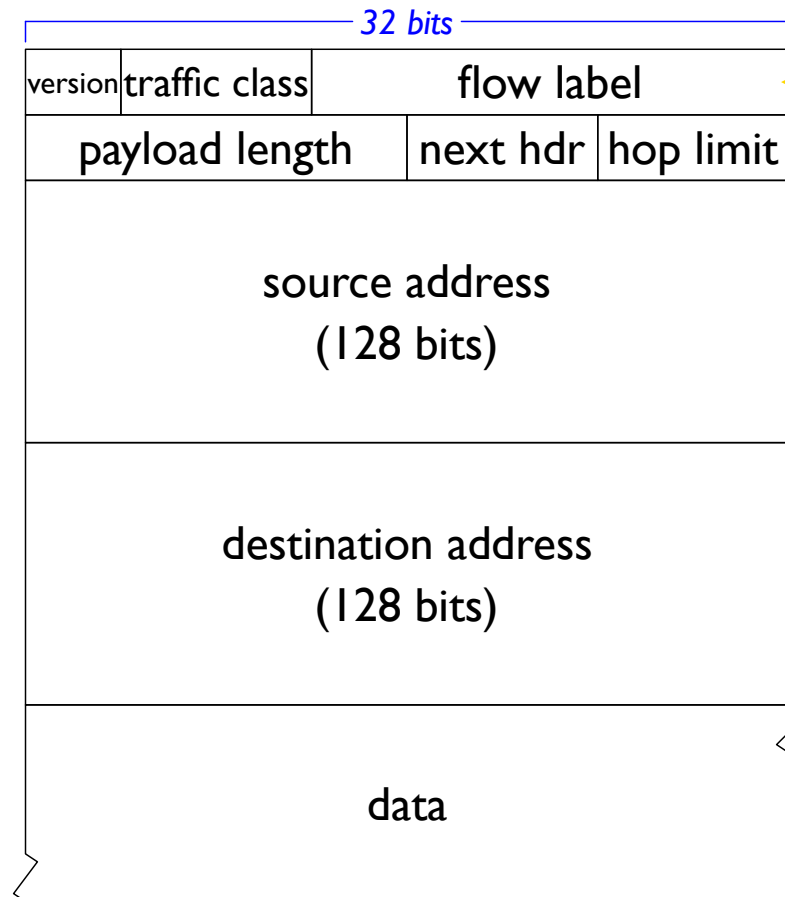 32 bits
version traffic class flow label
payload length next hdr hop limit
source address
(128 bits)
destination address
(128 bits)
data